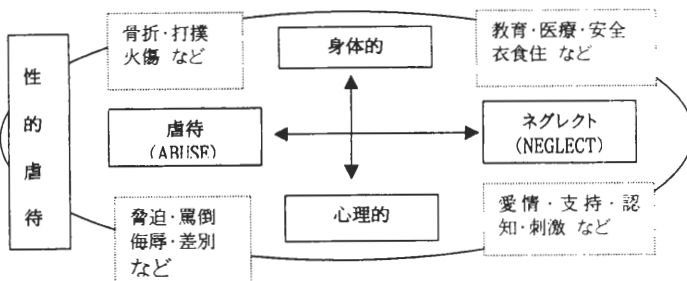 骨折・打撲
火傷 など
身体的
教育・医療・安全
衣食住 など
性的虐待
虐待
(ABUSE)
ネグレクト
(NEGLECT)
脅迫・罵倒
侮辱・差別
など
心理的
愛情・支持・認
知・刺激 など